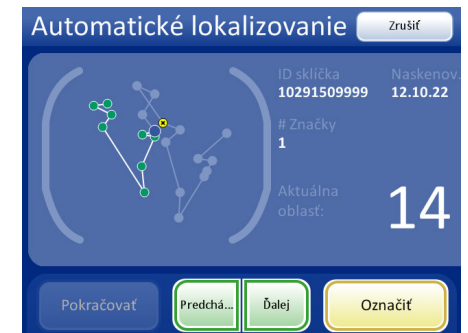 Automatické lokalizovanie
Zrušiť
ID sklíčka
10291509999
Naskenov.
12.10.22
# Značky
1
Aktuálna
oblasť:
14
Pokračovať
Predchá...
Ďalej
Označiť